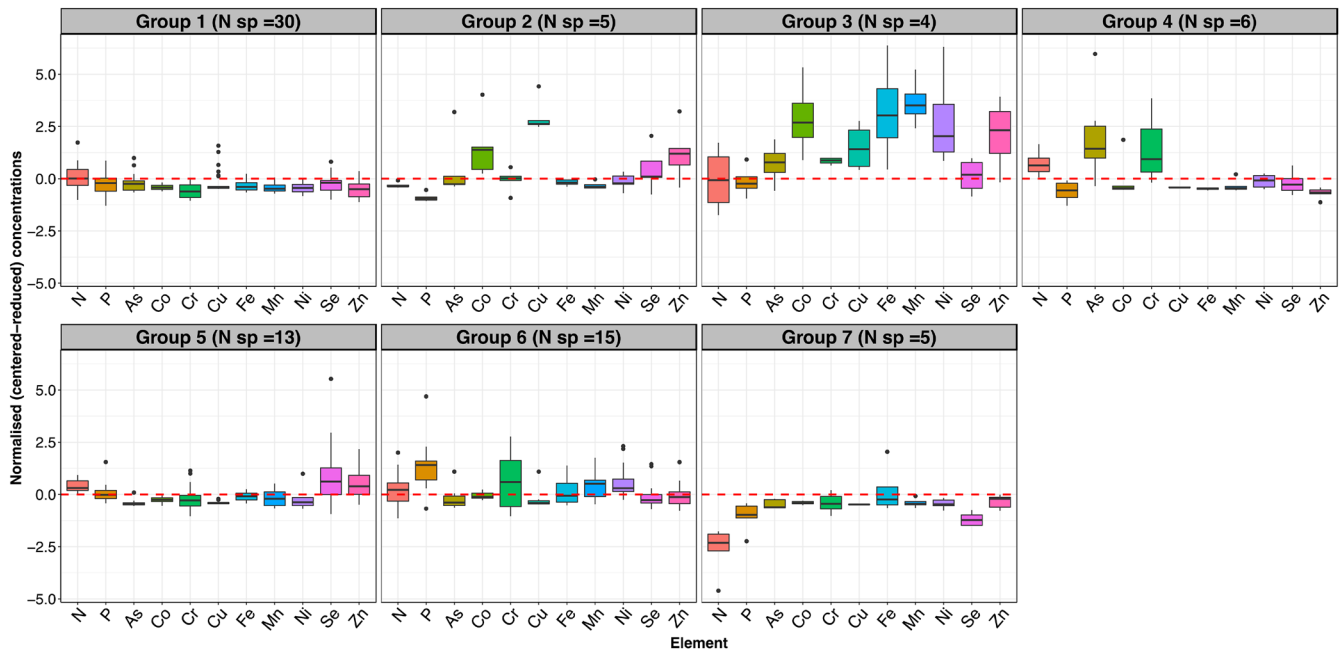 Group 1 (N sp =30)
Group 2 (N sp =5)
Group 3 (N sp =4)
Group 4 (N sp =6)
5.0
2.5
0.0
−2.5
−5.0
N P As Co Cr Cu Fe Mn Ni Se Zn
N P As Co Cr Cu Fe Mn Ni Se Zn
N P As Co Cr Cu Fe Mn Ni Se Zn
N P As Co Cr Cu Fe Mn Ni Se Zn
Normalised (centered−reduced) concentrations
Group 5 (N sp =13)
Group 6 (N sp =15)
Group 7 (N sp =5)
5.0
2.5
0.0
−2.5
−5.0
N P As Co Cr Cu Fe Mn Ni Se Zn
N P As Co Cr Cu Fe Mn Ni Se Zn
N P As Co Cr Cu Fe Mn Ni Se Zn
Element